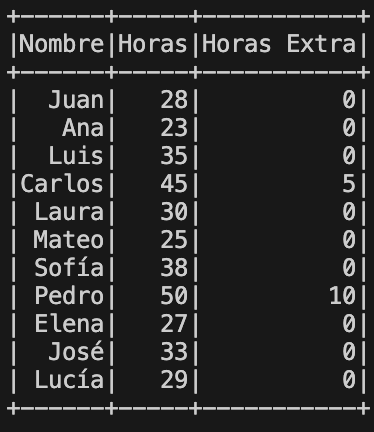 +------+-----+-----------+
|Nombre|Horas|Horas Extra|
+------+-----+-----------+
|  Juan|   28|          0|
|   Ana|   23|          0|
|  Luis|   35|          0|
|Carlos|   45|          5|
| Laura|   30|          0|
| Mateo|   25|          0|
| Sofía|   38|          0|
| Pedro|   50|         10|
| Elena|   27|          0|
|  José|   33|          0|
| Lucía|   29|          0|
+------+-----+-----------+